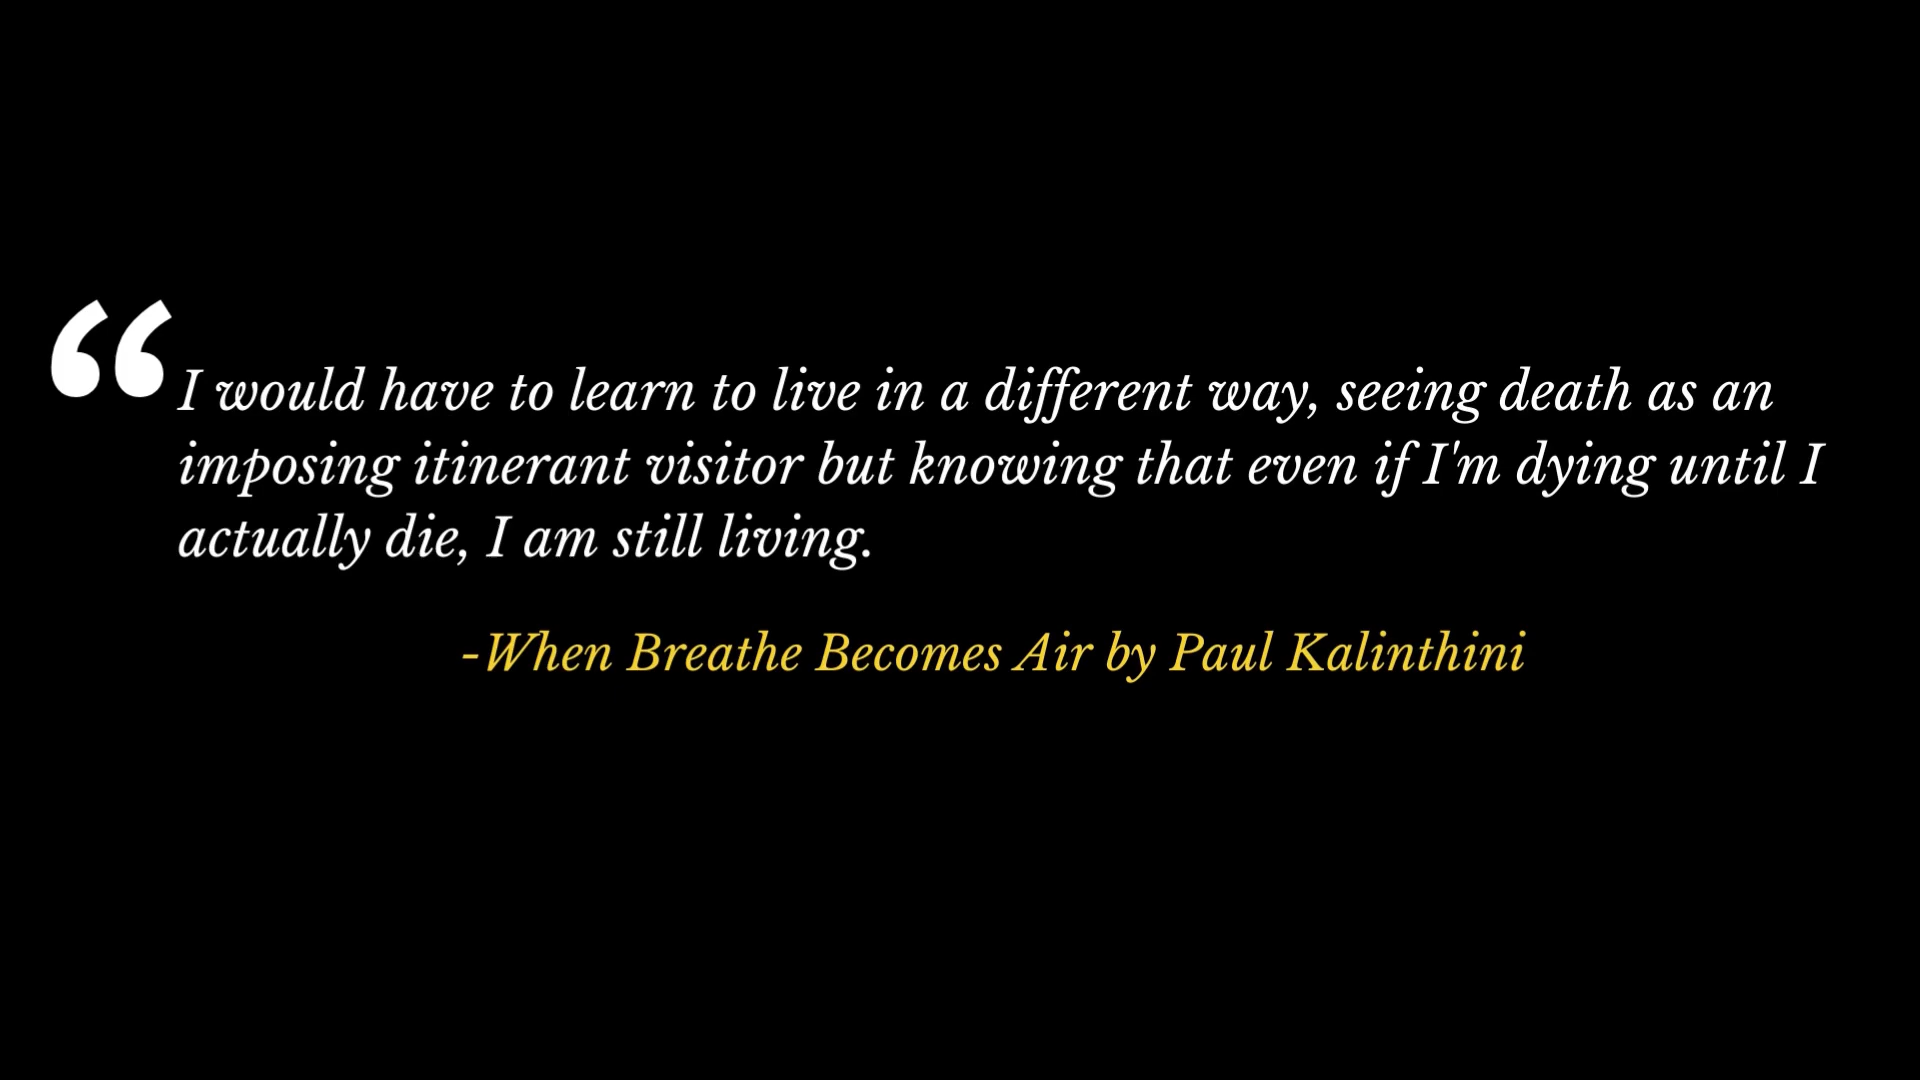 “I would have to learn to live in a different way, seeing death as an
imposing itinerant visitor but knowing that even if I'm dying until I
actually die, I am still living.
-When Breathe Becomes Air by Paul Kalinthini